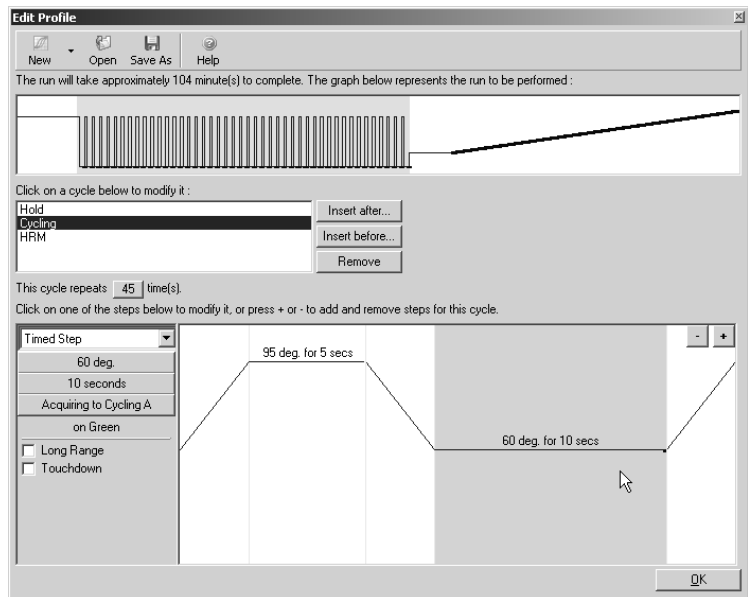 Edit Profile
New Open Save As Help
The run will take approximately 104 minute(s) to complete. The graph below represents the run to be performed :
Click on a cycle below to modify it :
Hold
Cycling
HRM
Insert after...
Insert before...
Remove
This cycle repeats 45 time(s).
Click on one of the steps below to modify it, or press + or - to add and remove steps for this cycle.
Timed Step
60 deg.
10 seconds
Acquiring to Cycling A
on Green
Long Range
Touchdown
95 deg. for 5 secs
60 deg. for 10 secs
- +
OK